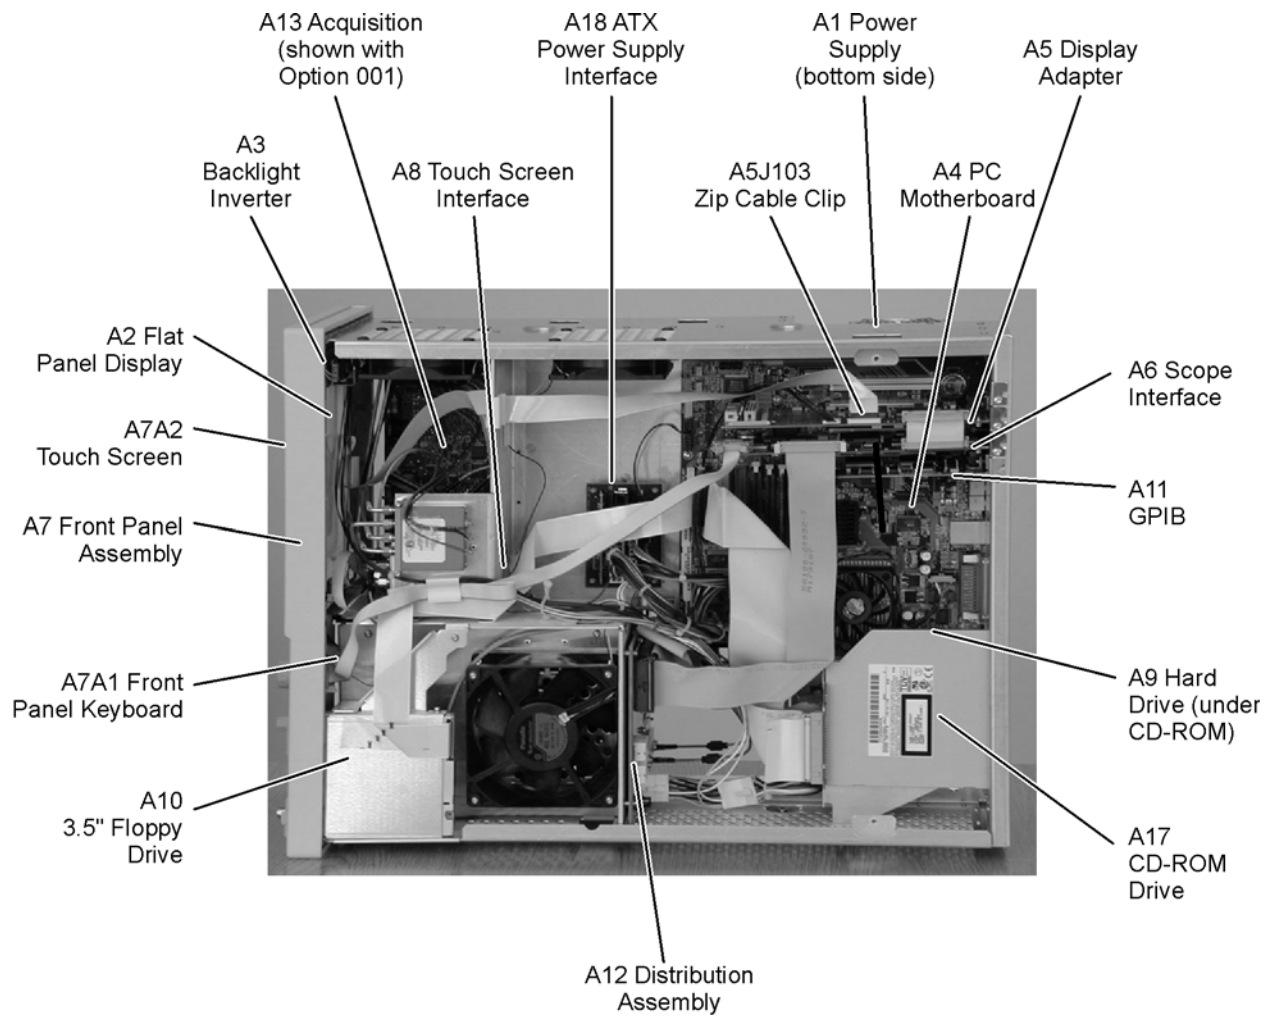 A13 Acquisition
(shown with
Option 001)
A18 ATX
Power Supply
Interface
A1 Power
Supply
(bottom side)
A5 Display
Adapter
A3
Backlight
Inverter
A8 Touch Screen
Interface
A5J103
Zip Cable Clip
A4 PC
Motherboard
A2 Flat
Panel Display
A6 Scope
Interface
A7A2
Touch Screen
A11
GPIB
A7 Front Panel
Assembly
A7A1 Front
Panel Keyboard
A9 Hard
Drive (under
CD-ROM)
A10
3.5" Floppy
Drive
A17
CD-ROM
Drive
A12 Distribution
Assembly